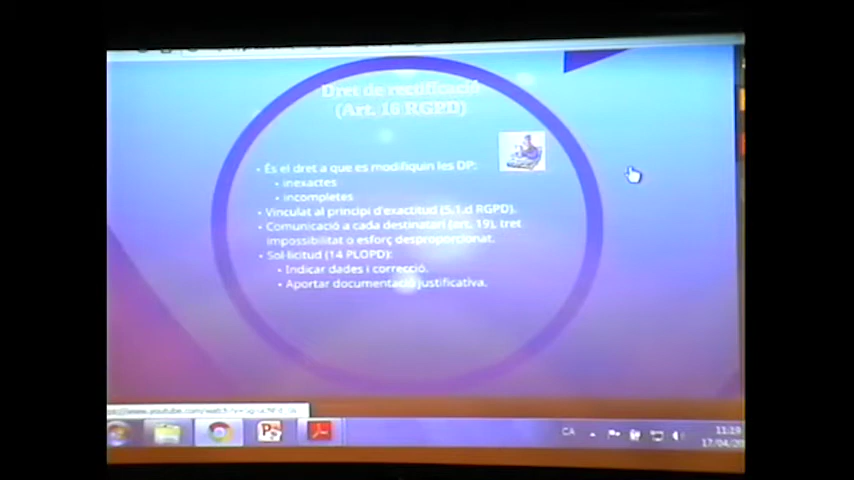 Dret de rectificació
(Art. 16 RGPD)
• És el dret a que es modifiquin les DP:
• inexactes
• incompletes
• Vinculat al principi d'exactitud (5.1.d RGPD).
• Comunicació a cada destinatari (art. 19), tret
impossibilitat o esforç desproporcionat.
• Sol·licitud (14 PLOPD):
• Indicar dades i correcció.
• Aportar documentació justificativa.
CA
11:19
17/04/20